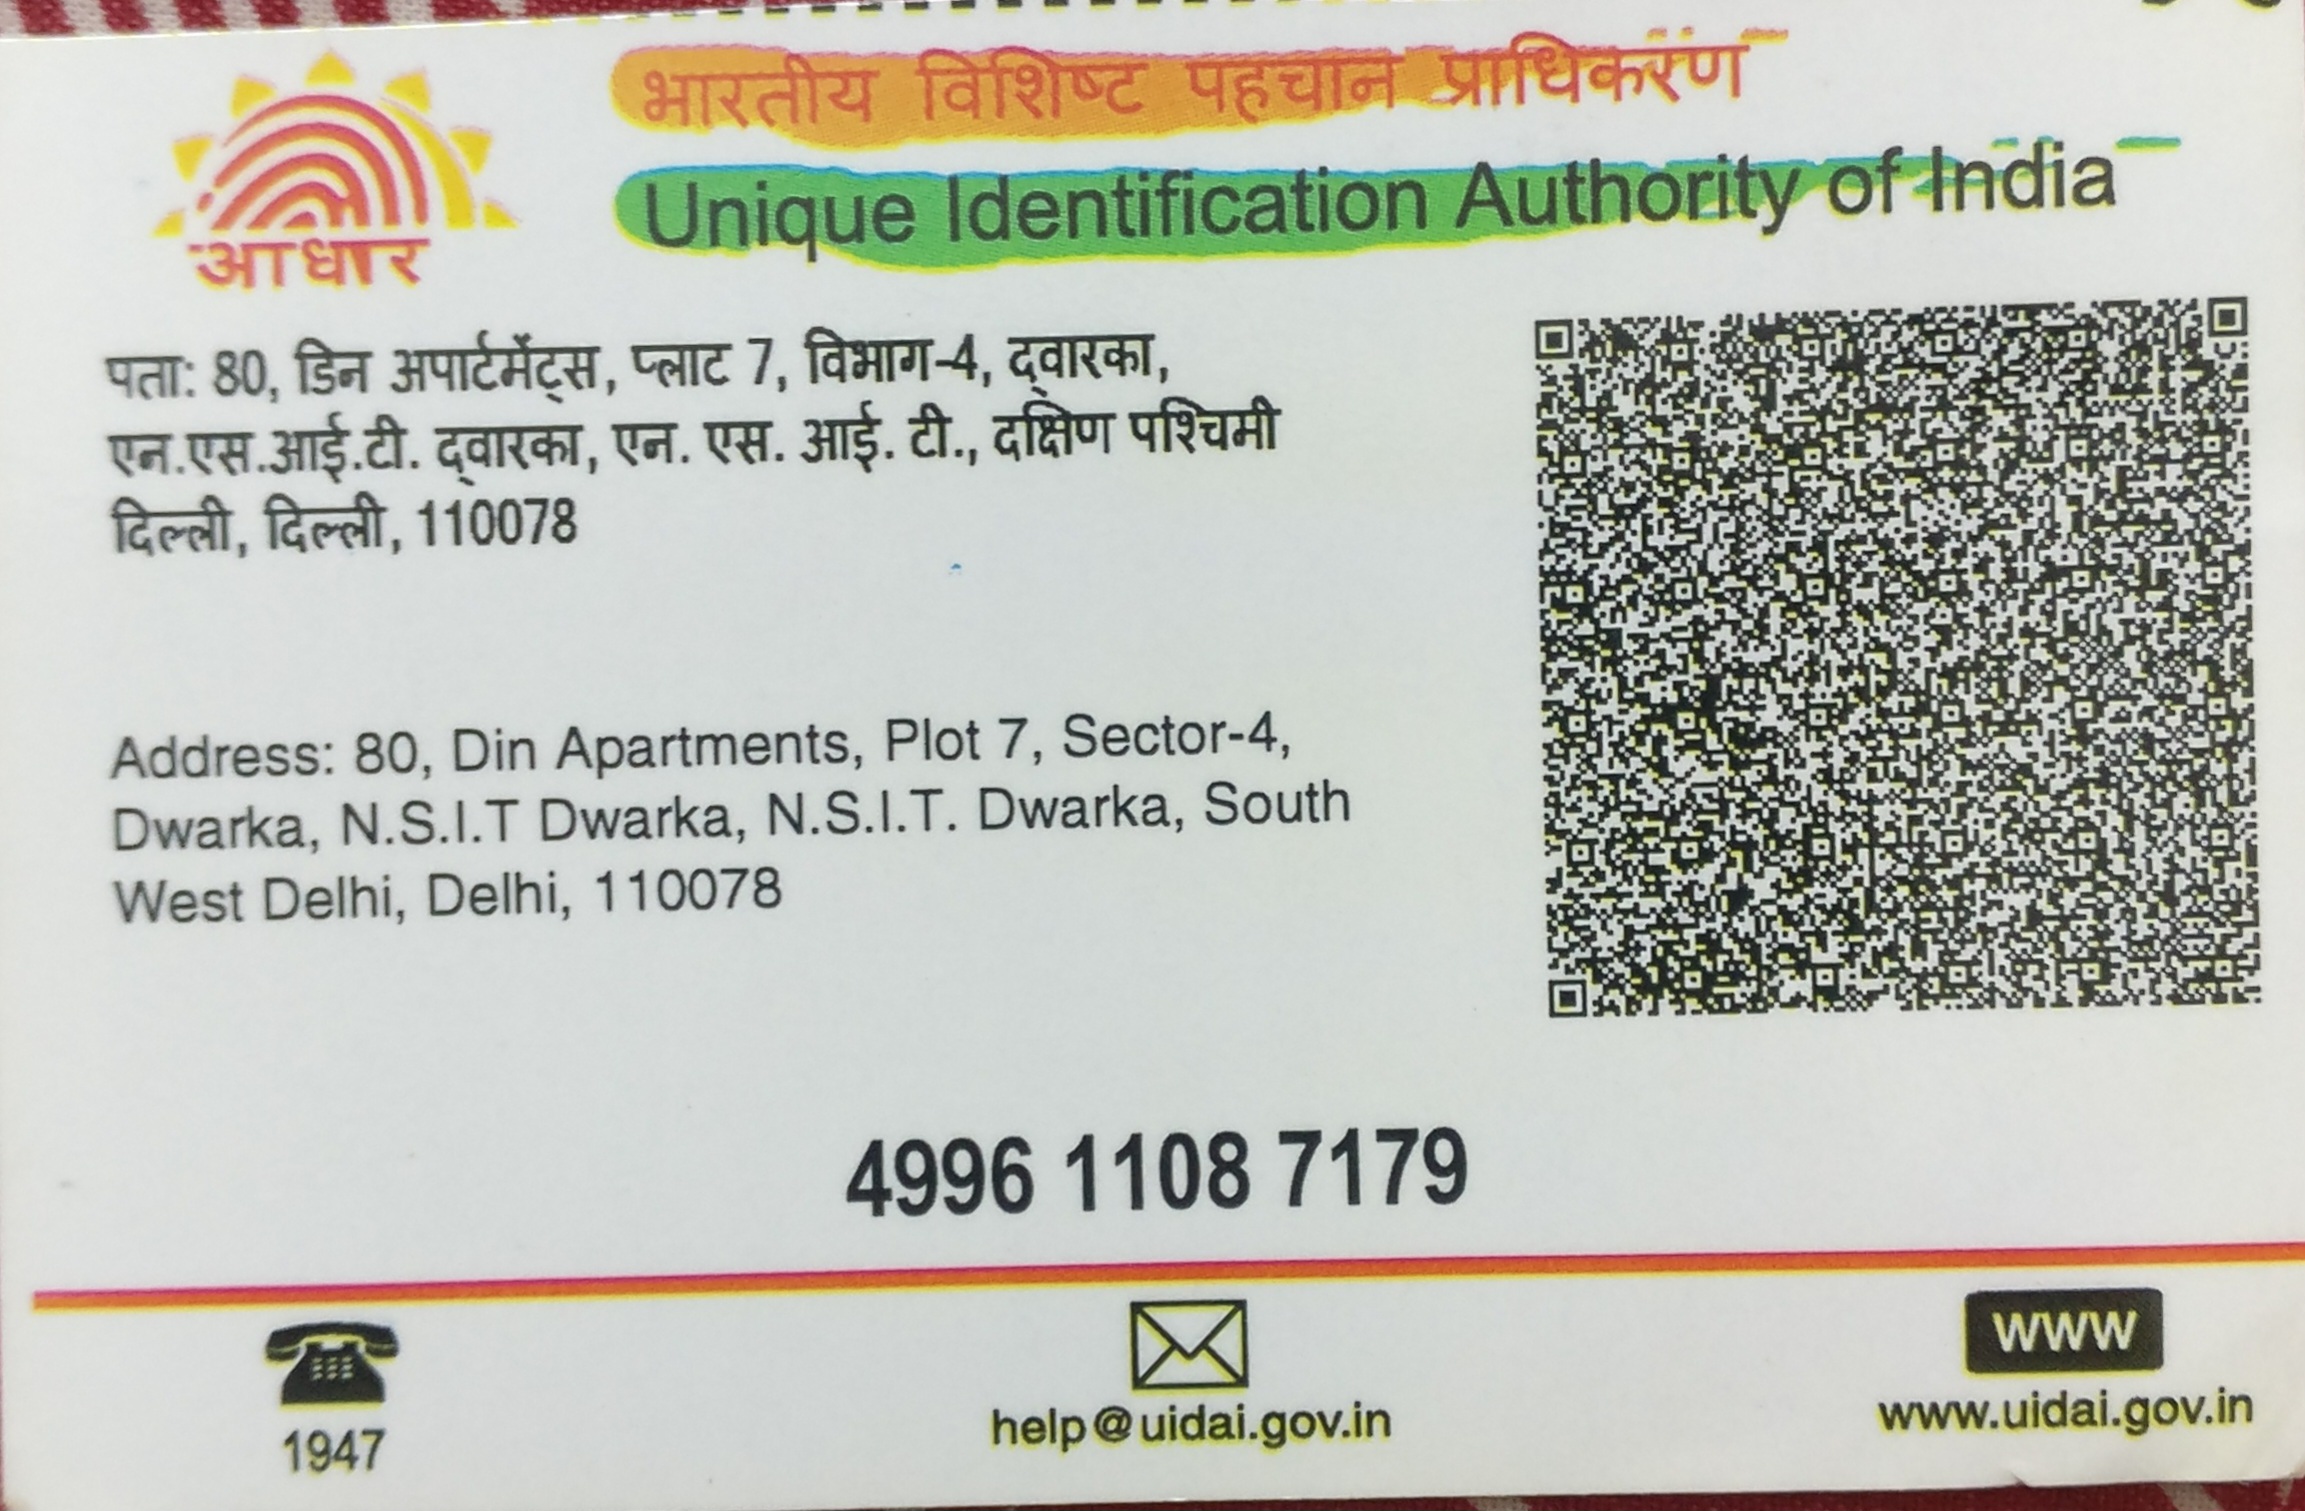 भारतीय विशिष्ट पहचान प्राधिकरण
Unique Identification Authority of India
आधार
पता: 80, डिन अपार्टमेंट्स, प्लाट 7, विभाग-4, द्वारका,
एन.एस.आई.टी. द्वारका, एन. एस. आई. टी., दक्षिण पश्चिमी
दिल्ली, दिल्ली, 110078
Address: 80, Din Apartments, Plot 7, Sector-4,
Dwarka, N.S.I.T Dwarka, N.S.I.T. Dwarka, South
West Delhi, Delhi, 110078
4996 1108 7179
WWW
1947
help@uidai.gov.in
www.uidai.gov.in